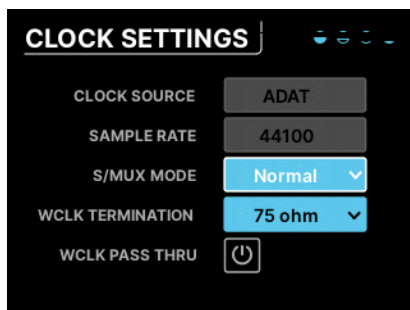 CLOCK SETTINGS
CLOCK SOURCE ADAT
SAMPLE RATE 44100
S/MUX MODE Normal
WCLK TERMINATION 75 ohm
WCLK PASS THRU